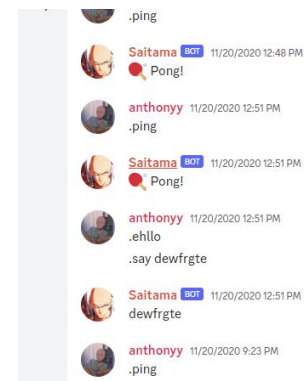 .ping
Saitama BOT 11/20/2020 12:48 PM
🏓 Pong!
anthonyy 11/20/2020 12:51 PM
.ping
Saitama BOT 11/20/2020 12:51 PM
🏓 Pong!
anthonyy 11/20/2020 12:51 PM
.ehllo
.say dewfrgte
Saitama BOT 11/20/2020 12:51 PM
dewfrgte
anthonyy 11/20/2020 9:23 PM
.ping